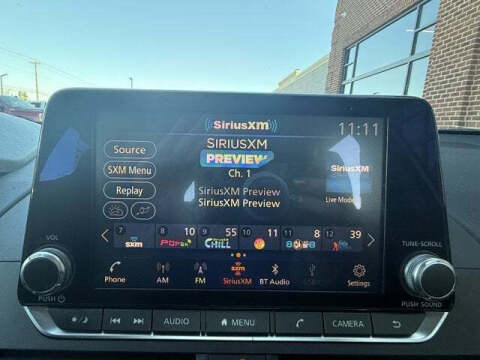 SiriusXM
11:11
Source
SIRIUSXM
PREVIEW
Ch. 1
SXM Menu
SiriusXM
Replay
SiriusXM Preview
SiriusXM Preview
Live Mode
7 8 10 9 55 10 11 11 8 12 39
sxm
CHILL
Phone AM FM SiriusXM BT Audio Settings
VOL
PUSH
TUNE·SCROLL
PUSH SOUND
AUDIO MENU CAMERA